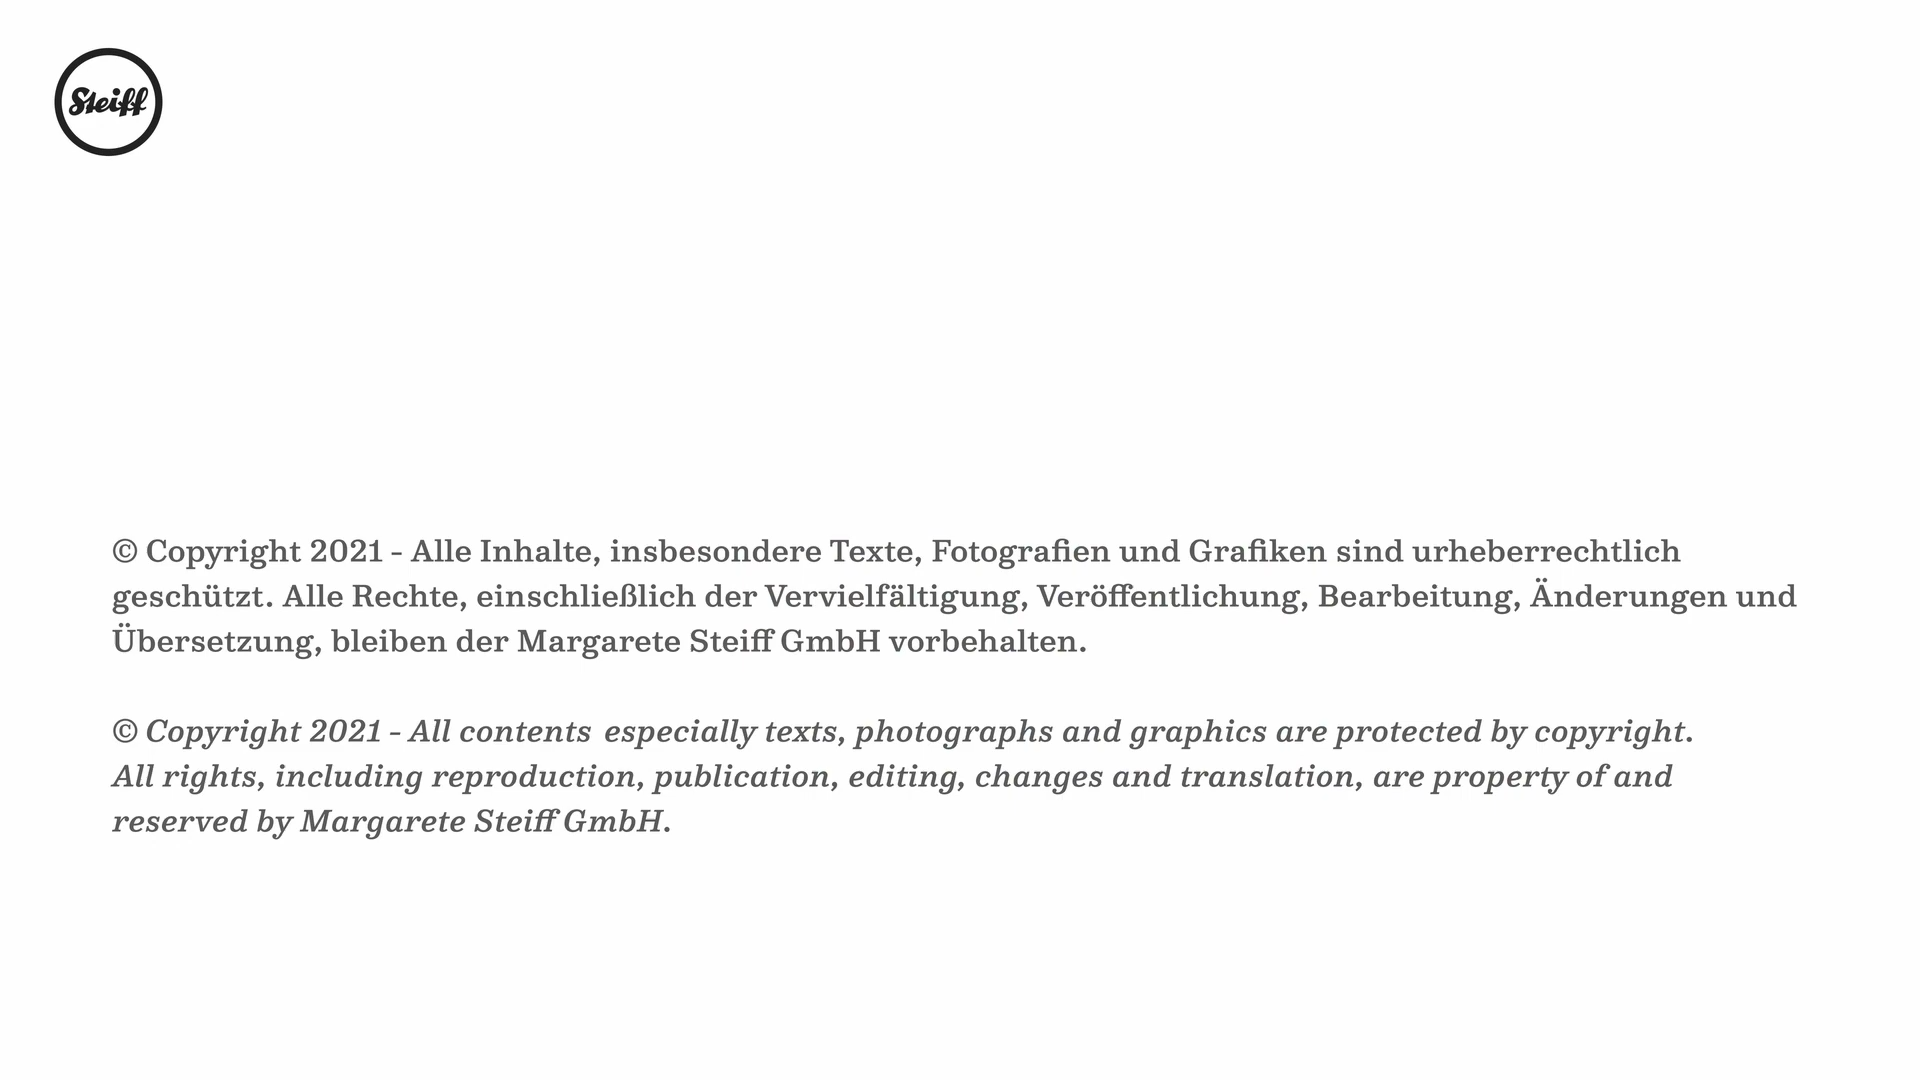 Steiff
© Copyright 2021 - Alle Inhalte, insbesondere Texte, Fotografien und Grafiken sind urheberrechtlich
geschützt. Alle Rechte, einschließlich der Vervielfältigung, Veröffentlichung, Bearbeitung, Änderungen und
Übersetzung, bleiben der Margarete Steiff GmbH vorbehalten.
© Copyright 2021 - All contents especially texts, photographs and graphics are protected by copyright.
All rights, including reproduction, publication, editing, changes and translation, are property of and
reserved by Margarete Steiff GmbH.